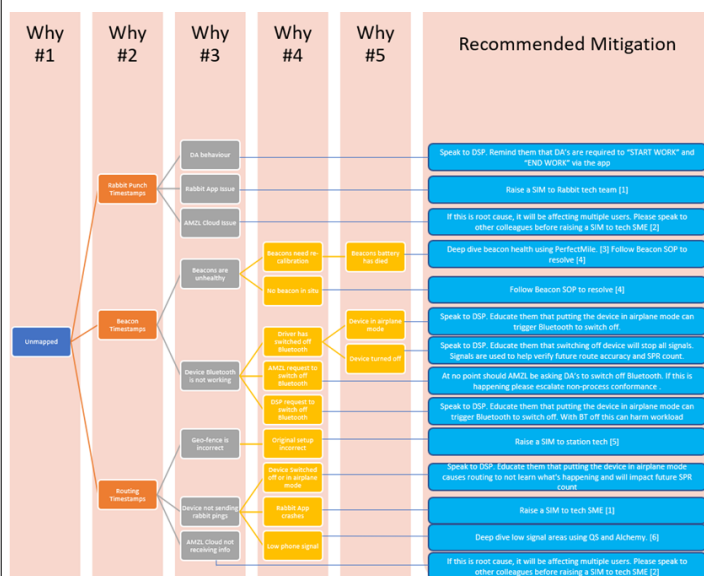 Why
#1
Why
#2
Why
#3
Why
#4
Why
#5
Recommended Mitigation
Unmapped
Rabbit Punch
Timestamps
Beacon
Timestamps
Routing
Timestamps
DA behaviour
Rabbit App Issue
AMZL Cloud Issue
Beacons are
unhealthy
Device Bluetooth
is not working
Geo-fence is
incorrect
Device not sending
rabbit pings
AMZL Cloud not
receiving info
Beacons need re-
calibration
No beacon in situ
Driver has
switched off
Bluetooth
AMZL request to
switch off
Bluetooth
DSP request to
switch off
Bluetooth
Original setup
incorrect
Device switched
off or in airplane
mode
Rabbit App
crashes
Low phone signal
Beacons battery
has died
Device in airplane
mode
Device turned off
Speak to DSP. Remind them that DA's are required to "START WORK" and
"END WORK" via the app
Raise a SIM to Rabbit tech team [1]
If this is root cause, it will be affecting multiple users. Please speak to
other colleagues before raising a SIM to tech SME [2]
Deep dive beacon health using PerfectMile. [3] Follow Beacon SOP to
resolve [4]
Follow Beacon SOP to resolve [4]
Speak to DSP. Educate them that putting the device in airplane mode can
trigger Bluetooth to switch off.
Speak to DSP. Educate them that switching off device will stop all signals.
Signals are used to help verify future route accuracy and SPR count.
At no point should AMZL be asking DA's to switch off Bluetooth. If this is
happening please escalate non-process conformance .
Speak to DSP. Educate them that putting the device in airplane mode can
trigger Bluetooth to switch off. With BT off this can harm workload
Raise a SIM to station tech [5]
Speak to DSP. Educate them that putting the device in airplane mode
causes routing to not learn what's happening and will impact future SPR
count
Raise a SIM to tech SME [1]
Deep dive low signal areas using QS and Alchemy. [6]
If this is root cause, it will be affecting multiple users. Please speak to
other colleagues before raising a SIM to tech SME [2]